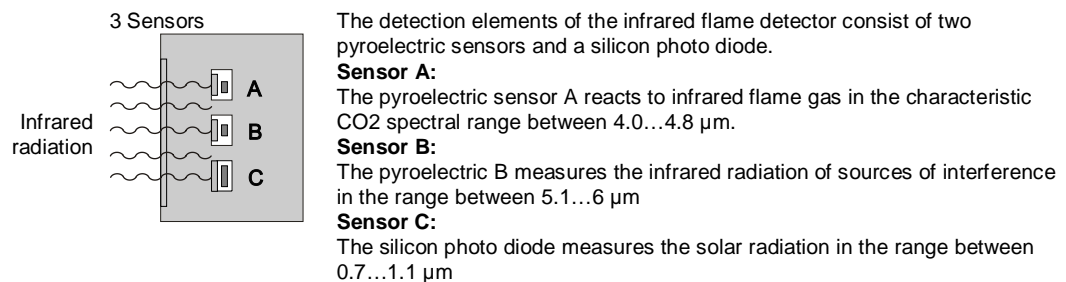 3 Sensors
A
B
C
Infrared
radiation
The detection elements of the infrared flame detector consist of two
pyroelectric sensors and a silicon photo diode.
Sensor A:
The pyroelectric sensor A reacts to infrared flame gas in the characteristic
CO2 spectral range between 4.0…4.8 µm.
Sensor B:
The pyroelectric B measures the infrared radiation of sources of interference
in the range between 5.1…6 µm
Sensor C:
The silicon photo diode measures the solar radiation in the range between
0.7…1.1 µm